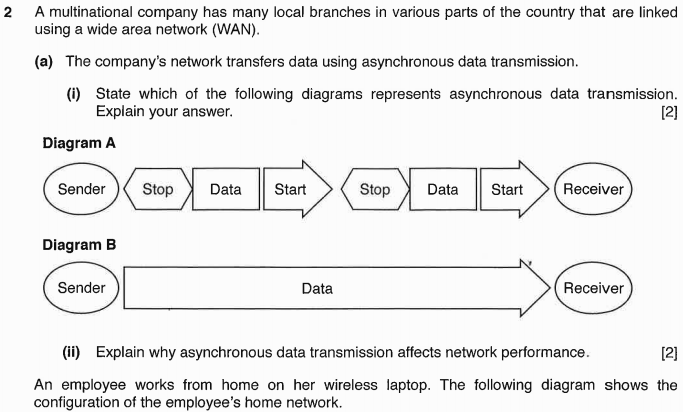 2 A multinational company has many local branches in various parts of the country that are linked
using a wide area network (WAN).
(a) The company's network transfers data using asynchronous data transmission.
(i) State which of the following diagrams represents asynchronous data transmission.
Explain your answer. [2]
Diagram A
Sender Stop Data Start Stop Data Start Receiver
Diagram B
Sender Data Receiver
(ii) Explain why asynchronous data transmission affects network performance. [2]
An employee works from home on her wireless laptop. The following diagram shows the
configuration of the employee's home network.